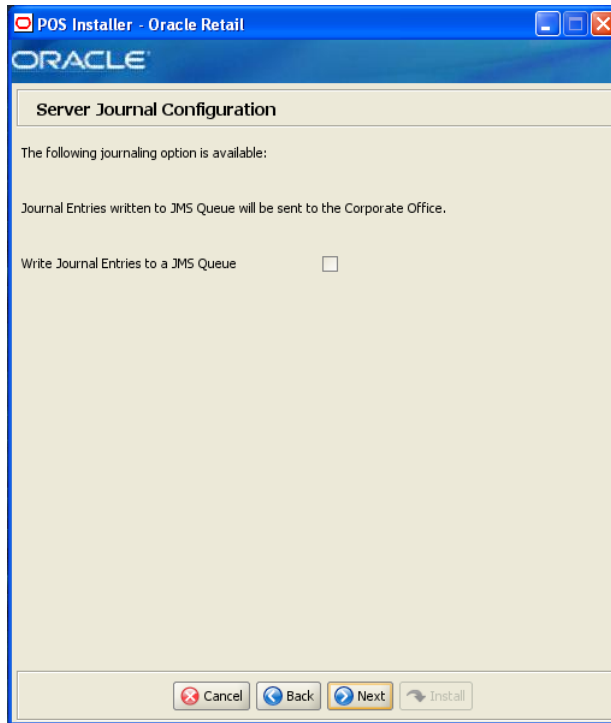 POS Installer - Oracle Retail
ORACLE
Server Journal Configuration
The following journaling option is available:
Journal Entries written to JMS Queue will be sent to the Corporate Office.
Write Journal Entries to a JMS Queue
Cancel Back Next Install